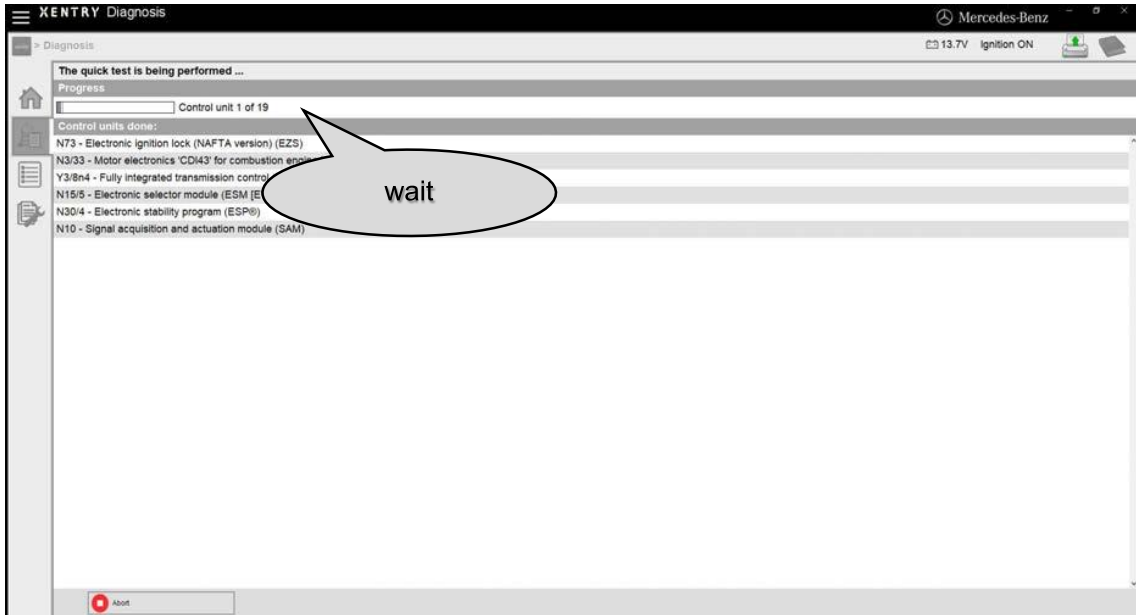 XENTRY Diagnosis
Mercedes-Benz
> Diagnosis
13.7V Ignition ON
The quick test is being performed ...
Progress
Control unit 1 of 19
Control units done:
N73 - Electronic ignition lock (NAFTA version) (EZS)
N3/33 - Motor electronics 'CDI43' for combustion
Y3/8n4 - Fully integrated transmission control
N15/5 - Electronic selector module (ESM
N30/4 - Electronic stability program (ESP®)
N10 - Signal acquisition and actuation module (SAM)
wait
Abort